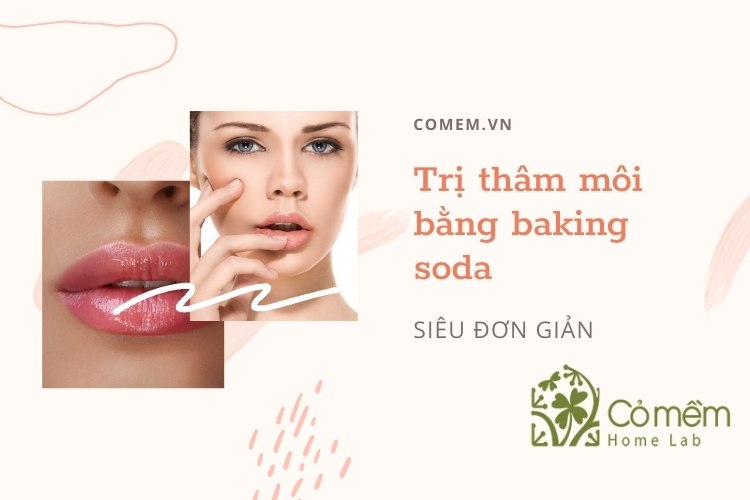 COMEM.VN
Trị thâm môi
bằng baking
soda
SIÊU ĐƠN GIẢN
Cỏ mềm
Home Lab